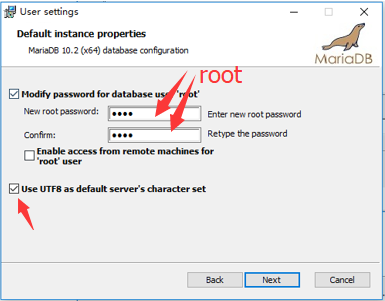 User settings
Default instance properties
MariaDB 10.2 (x64) database configuration
MariaDB
root
Modify password for database user 'root'
New root password: •••• Enter new root password
Confirm: •••• Retype the password
Enable access from remote machines for
'root' user
Use UTF8 as default server's character set
Back Next Cancel